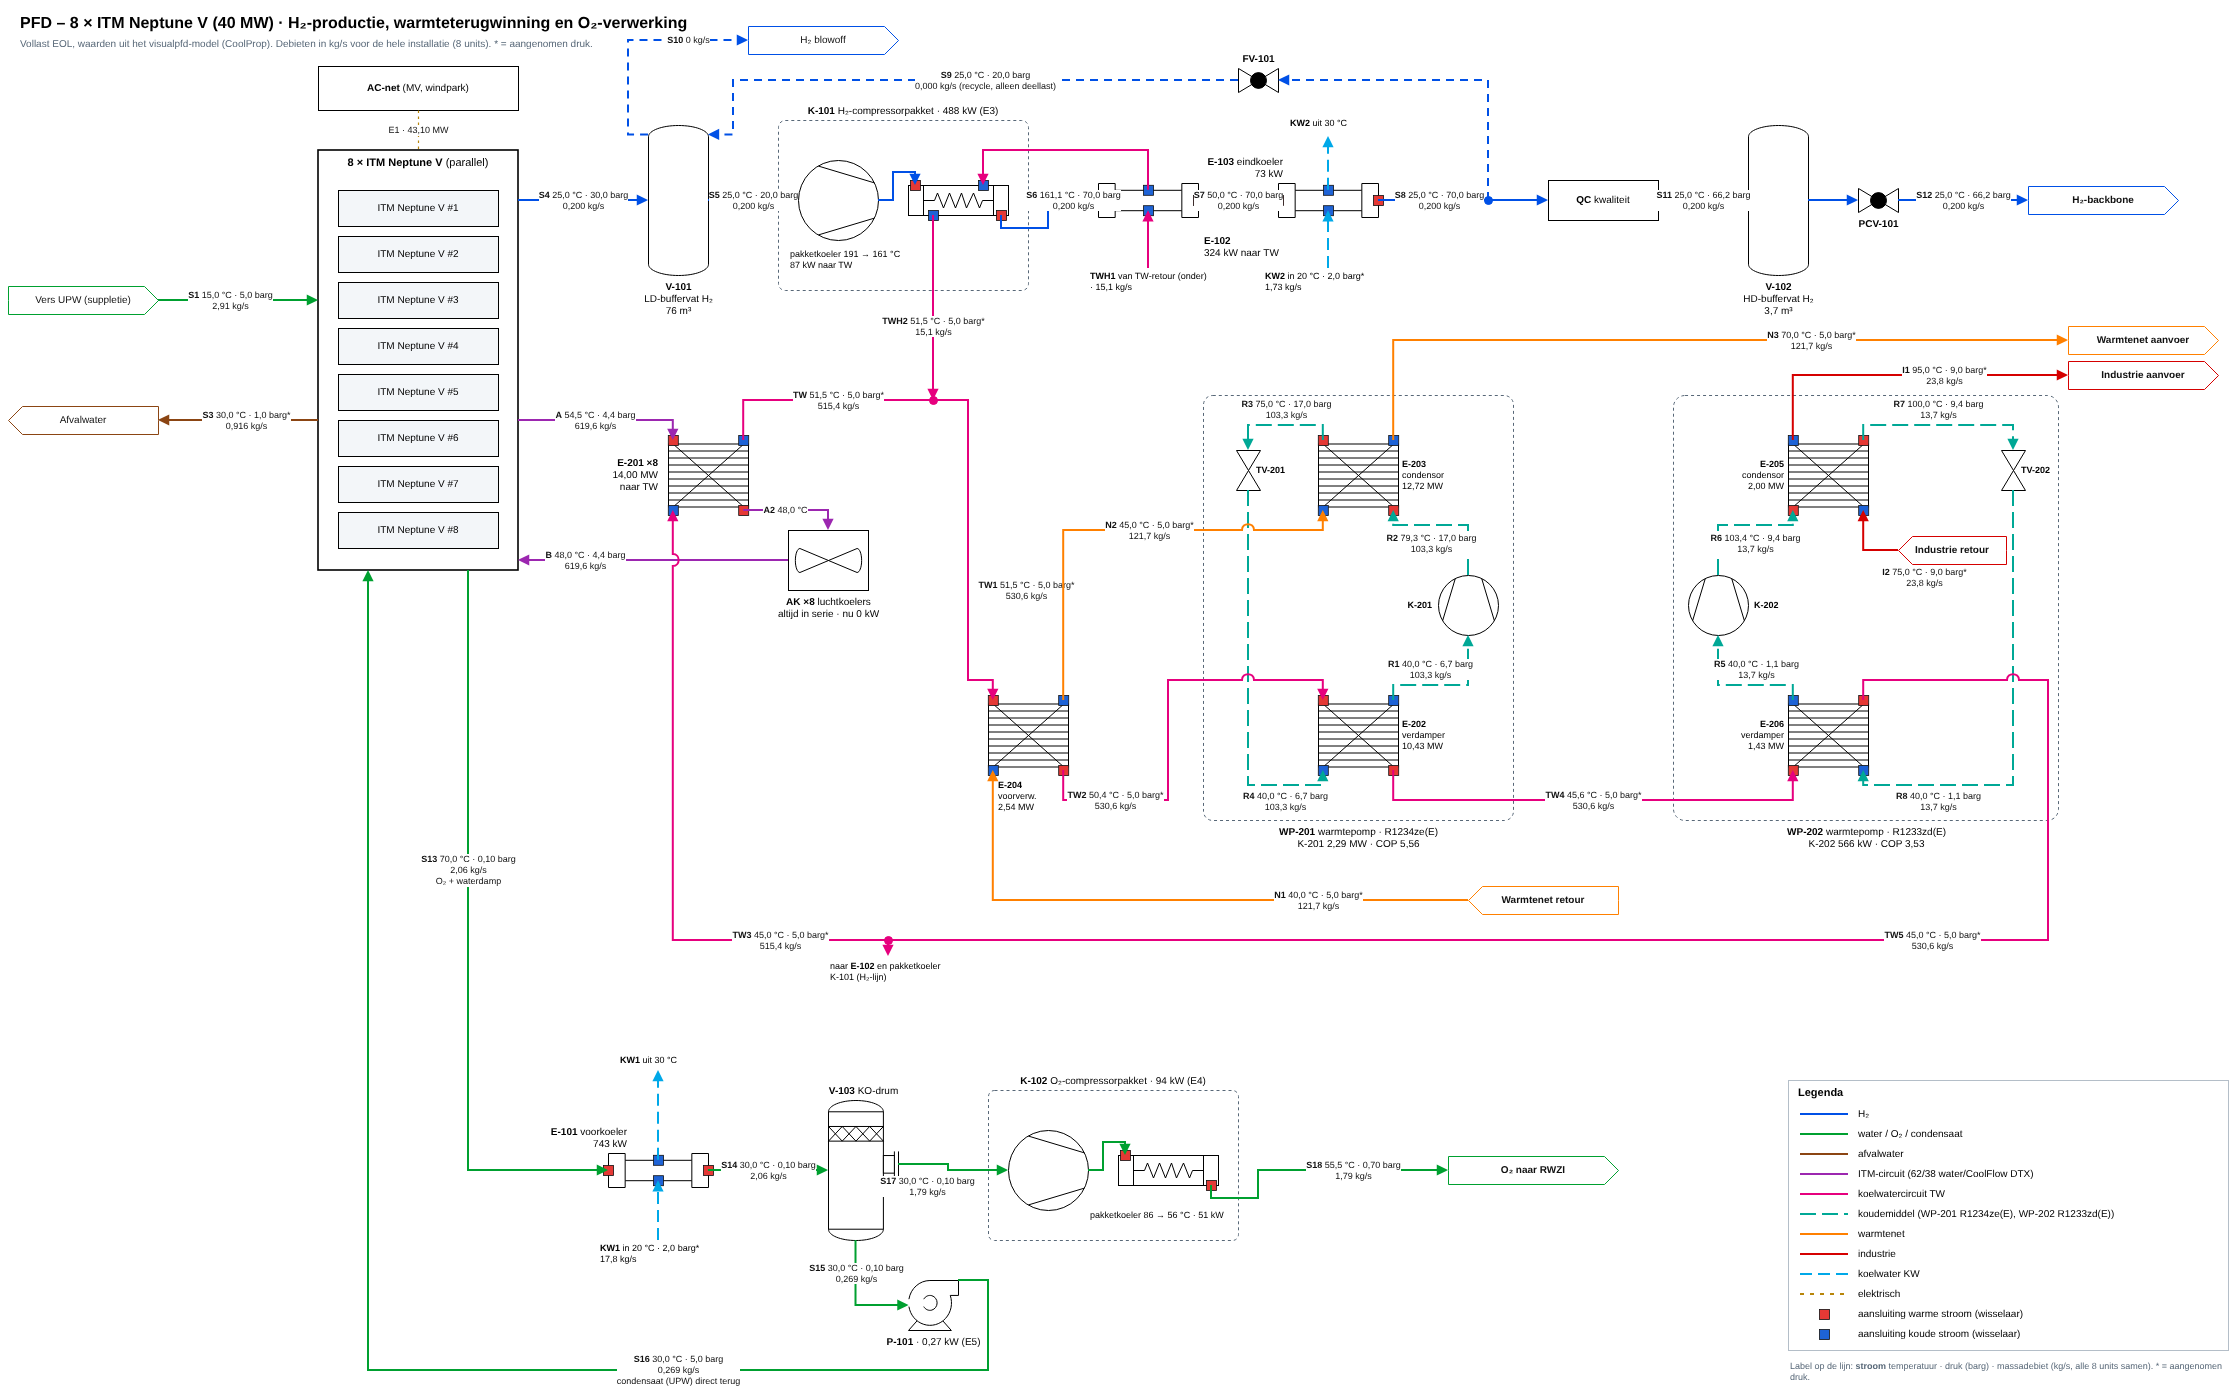 PFD – 8 × ITM Neptune V (40 MW) · H₂-productie, warmteterugwinning en O₂-verwerking
Vollast EOL, waarden uit het visualpfd-model (CoolProp). Debieten in kg/s voor de hele installatie (8 units). * = aangenomen druk.
S10 0 kg/s
H₂ blowoff
FV-101
S9 25,0 °C · 20,0 barg
0,000 kg/s (recycle, alleen deellast)
AC-net (MV, windpark)
E1 · 43,10 MW
K-101 H₂-compressorpakket · 488 kW (E3)
KW2 uit 30 °C
8 × ITM Neptune V (parallel)
E-103 eindkoeler
73 kW
ITM Neptune V #1
ITM Neptune V #2
ITM Neptune V #3
ITM Neptune V #4
ITM Neptune V #5
ITM Neptune V #6
ITM Neptune V #7
ITM Neptune V #8
S4 25,0 °C · 30,0 barg
0,200 kg/s
S5 25,0 °C · 20,0 barg
0,200 kg/s
S6 161,1 °C · 70,0 barg
0,200 kg/s
S7 50,0 °C · 70,0 barg
0,200 kg/s
S8 25,0 °C · 70,0 barg
0,200 kg/s
QC kwaliteit
S11 25,0 °C · 66,2 barg
0,200 kg/s
S12 25,0 °C · 66,2 barg
0,200 kg/s
H₂-backbone
PCV-101
pakketkoeler 191 → 161 °C
87 kW naar TW
E-102
324 kW naar TW
TWH1 van TW-retour (onder)
· 15,1 kg/s
KW2 in 20 °C · 2,0 barg*
1,73 kg/s
V-101
LD-buffervat H₂
76 m³
V-102
HD-buffervat H₂
3,7 m³
Vers UPW (suppletie)
S1 15,0 °C · 5,0 barg
2,91 kg/s
TWH2 51,5 °C · 5,0 barg*
15,1 kg/s
N3 70,0 °C · 5,0 barg*
121,7 kg/s
Warmtenet aanvoer
I1 95,0 °C · 9,0 barg*
23,8 kg/s
Industrie aanvoer
Afvalwater
S3 30,0 °C · 1,0 barg*
0,916 kg/s
A 54,5 °C · 4,4 barg
619,6 kg/s
TW 51,5 °C · 5,0 barg*
515,4 kg/s
R3 75,0 °C · 17,0 barg
103,3 kg/s
R7 100,0 °C · 9,4 barg
13,7 kg/s
E-201 ×8
14,00 MW
naar TW
TV-201
E-203
condensor
12,72 MW
E-205
condensor
2,00 MW
TV-202
A2 48,0 °C
B 48,0 °C · 4,4 barg
619,6 kg/s
AK ×8 luchtkoelers
altijd in serie · nu 0 kW
N2 45,0 °C · 5,0 barg*
121,7 kg/s
R2 79,3 °C · 17,0 barg
103,3 kg/s
R6 103,4 °C · 9,4 barg
13,7 kg/s
Industrie retour
I2 75,0 °C · 9,0 barg*
23,8 kg/s
TW1 51,5 °C · 5,0 barg*
530,6 kg/s
K-201
K-202
R1 40,0 °C · 6,7 barg
103,3 kg/s
R5 40,0 °C · 1,1 barg
13,7 kg/s
E-202
verdamper
10,43 MW
E-206
verdamper
1,43 MW
E-204
voorverw.
2,54 MW
TW2 50,4 °C · 5,0 barg*
530,6 kg/s
R4 40,0 °C · 6,7 barg
103,3 kg/s
TW4 45,6 °C · 5,0 barg*
530,6 kg/s
R8 40,0 °C · 1,1 barg
13,7 kg/s
WP-201 warmtepomp · R1234ze(E)
K-201 2,29 MW · COP 5,56
WP-202 warmtepomp · R1233zd(E)
K-202 566 kW · COP 3,53
S13 70,0 °C · 0,10 barg
2,06 kg/s
O₂ + waterdamp
N1 40,0 °C · 5,0 barg*
121,7 kg/s
Warmtenet retour
TW3 45,0 °C · 5,0 barg*
515,4 kg/s
TW5 45,0 °C · 5,0 barg*
530,6 kg/s
naar E-102 en pakketkoeler
K-101 (H₂-lijn)
KW1 uit 30 °C
V-103 KO-drum
K-102 O₂-compressorpakket · 94 kW (E4)
E-101 voorkoeler
743 kW
S14 30,0 °C · 0,10 barg
2,06 kg/s
S17 30,0 °C · 0,10 barg
1,79 kg/s
S18 55,5 °C · 0,70 barg
1,79 kg/s
O₂ naar RWZI
pakketkoeler 86 → 56 °C · 51 kW
KW1 in 20 °C · 2,0 barg*
17,8 kg/s
S15 30,0 °C · 0,10 barg
0,269 kg/s
P-101 · 0,27 kW (E5)
S16 30,0 °C · 5,0 barg
0,269 kg/s
condensaat (UPW) direct terug
Legenda
H₂
water / O₂ / condensaat
afvalwater
ITM-circuit (62/38 water/CoolFlow DTX)
koelwatercircuit TW
koudemiddel (WP-201 R1234ze(E), WP-202 R1233zd(E))
warmtenet
industrie
koelwater KW
elektrisch
aansluiting warme stroom (wisselaar)
aansluiting koude stroom (wisselaar)
Label op de lijn: stroom temperatuur · druk (barg) · massadebiet (kg/s, alle 8 units samen). * = aangenomen
druk.